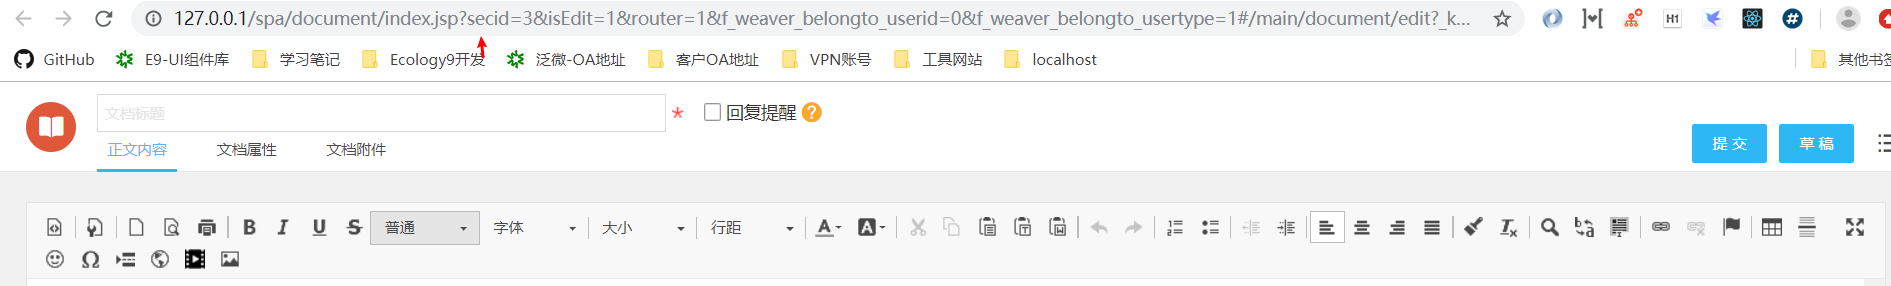 127.0.0.1/spa/document/index.jsp?secid=3&isEdit=1&router=1&f_weaver_belongto_userid=0&f_weaver_belongto_usertype=1#/main/document/edit?_k... H1
GitHub E9-UI组件库 学习笔记 Ecology9开发 泛微-OA地址 客户OA地址 VPN账号 工具网站 localhost 其他书签
文档标题 * 回复提醒 ?
正文内容 文档属性 文档附件 提交 草稿
B I U S 普通 字体 大小 行距 A A
Ω